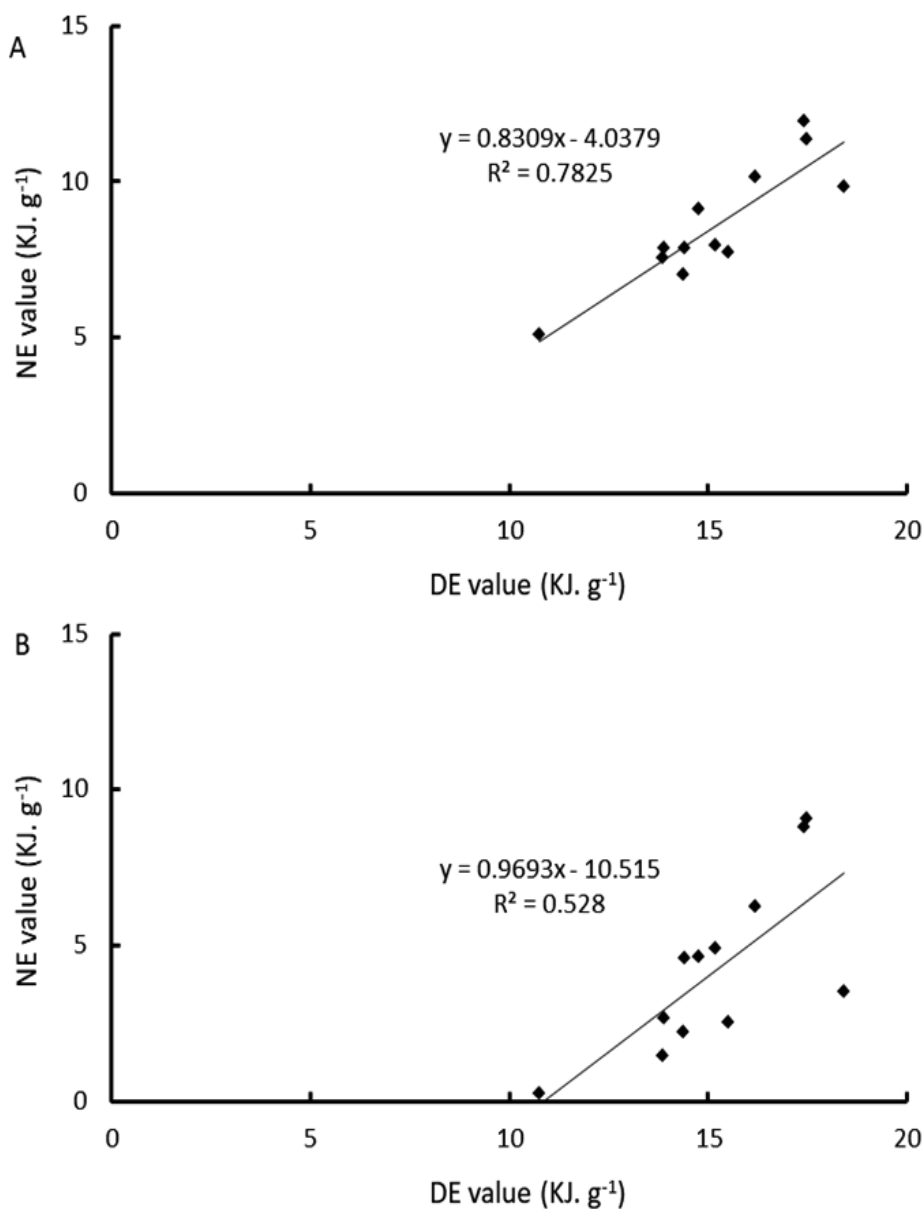 A
15
10
5
0
NE value (KJ. g⁻¹)
y = 0.8309x - 4.0379
R² = 0.7825
0 5 10 15 20
DE value (KJ. g⁻¹)
B
15
10
5
0
NE value (KJ. g⁻¹)
y = 0.9693x - 10.515
R² = 0.528
0 5 10 15 20
DE value (KJ. g⁻¹)